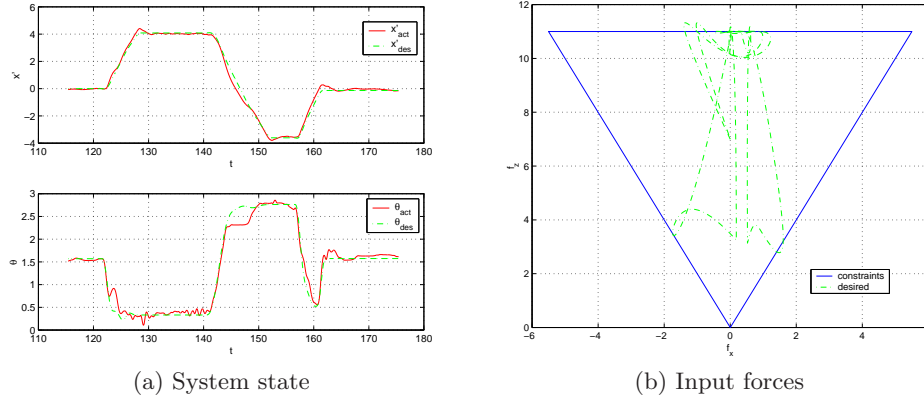 6
4
2
0
−2
−4
x'
110 120 130 140 150 160 170 180
t
x'act
x'des
3
2.5
2
1.5
1
0.5
0
θ
110 120 130 140 150 160 170 180
t
θact
θdes
(a) System state
12
10
8
6
4
2
0
fz
−6 −4 −2 0 2 4 6
fx
constraints
desired
(b) Input forces